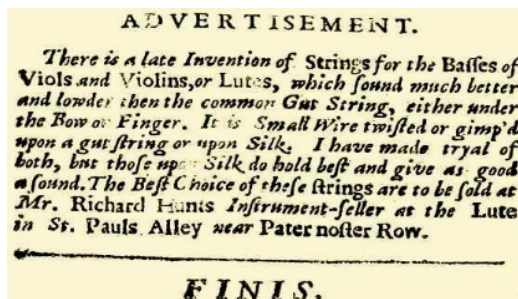 ADVERTISEMENT.
There is a late Invention of Strings for the Baſſes of
Viols and Violins, or Lutes, which ſound much better
and lowder then the common Gut String, either under
the Bow or Finger. It is Small Wire twiſted or gimp'd
upon a gut ſtring or upon Silk. I have made tryal of
both, but thoſe upon Silk do hold beſt and give as good
a ſound. The Beſt Choice of theſe ſtrings are to be ſold at
Mr. Richard Hunts Inſtrument-ſeller at the Lute
in St. Pauls Alley near Pater noſter Row.
FINIS.